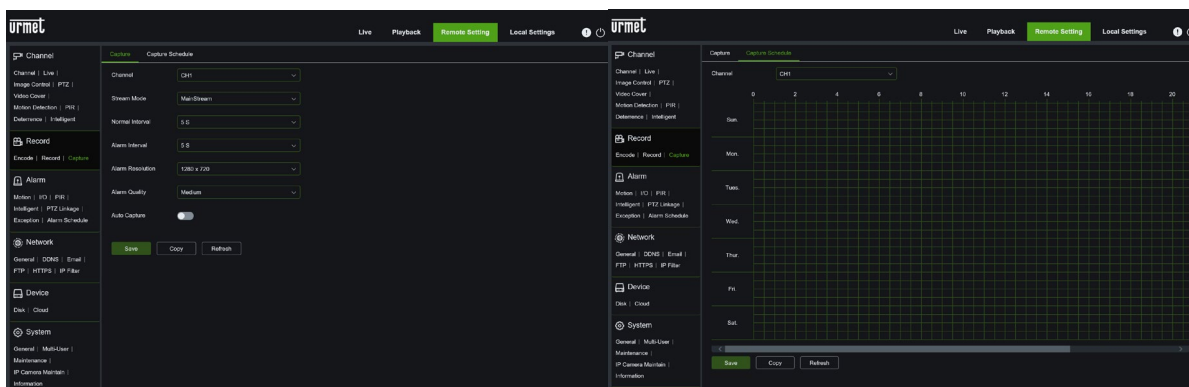 urmet
Live Playback Remote Setting Local Settings
Channel
Channel | Live |
Image Control | PTZ |
Video Cover |
Motion Detection | PIR |
Deterrence | Intelligent
Record
Encode | Record | Capture
Alarm
Motion | I/O | PIR |
Intelligent | PTZ Linkage |
Exception | Alarm Schedule
Network
General | DDNS | Email |
FTP | HTTPS | IP Filter
Device
Disk | Cloud
System
General | Multi-User |
Maintenance |
IP Camera Maintain |
Information
Capture Capture Schedule
Channel CH1
Stream Mode MainStream
Normal Interval 5 S
Alarm Interval 5 S
Alarm Resolution 1280 x 720
Alarm Quality Medium
Auto Capture
Save Copy Refresh
urmet
Live Playback Remote Setting Local Settings
Channel
Channel | Live |
Image Control | PTZ |
Video Cover |
Motion Detection | PIR |
Deterrence | Intelligent
Record
Encode | Record | Capture
Alarm
Motion | I/O | PIR |
Intelligent | PTZ Linkage |
Exception | Alarm Schedule
Network
General | DDNS | Email |
FTP | HTTPS | IP Filter
Device
Disk | Cloud
System
General | Multi-User |
Maintenance |
IP Camera Maintain |
Information
Capture Capture Schedule
Channel CH1
0 2 4 6 8 10 12 14 16 18 20
Sun.
Mon.
Tues.
Wed.
Thur.
Fri.
Sat.
Save Copy Refresh